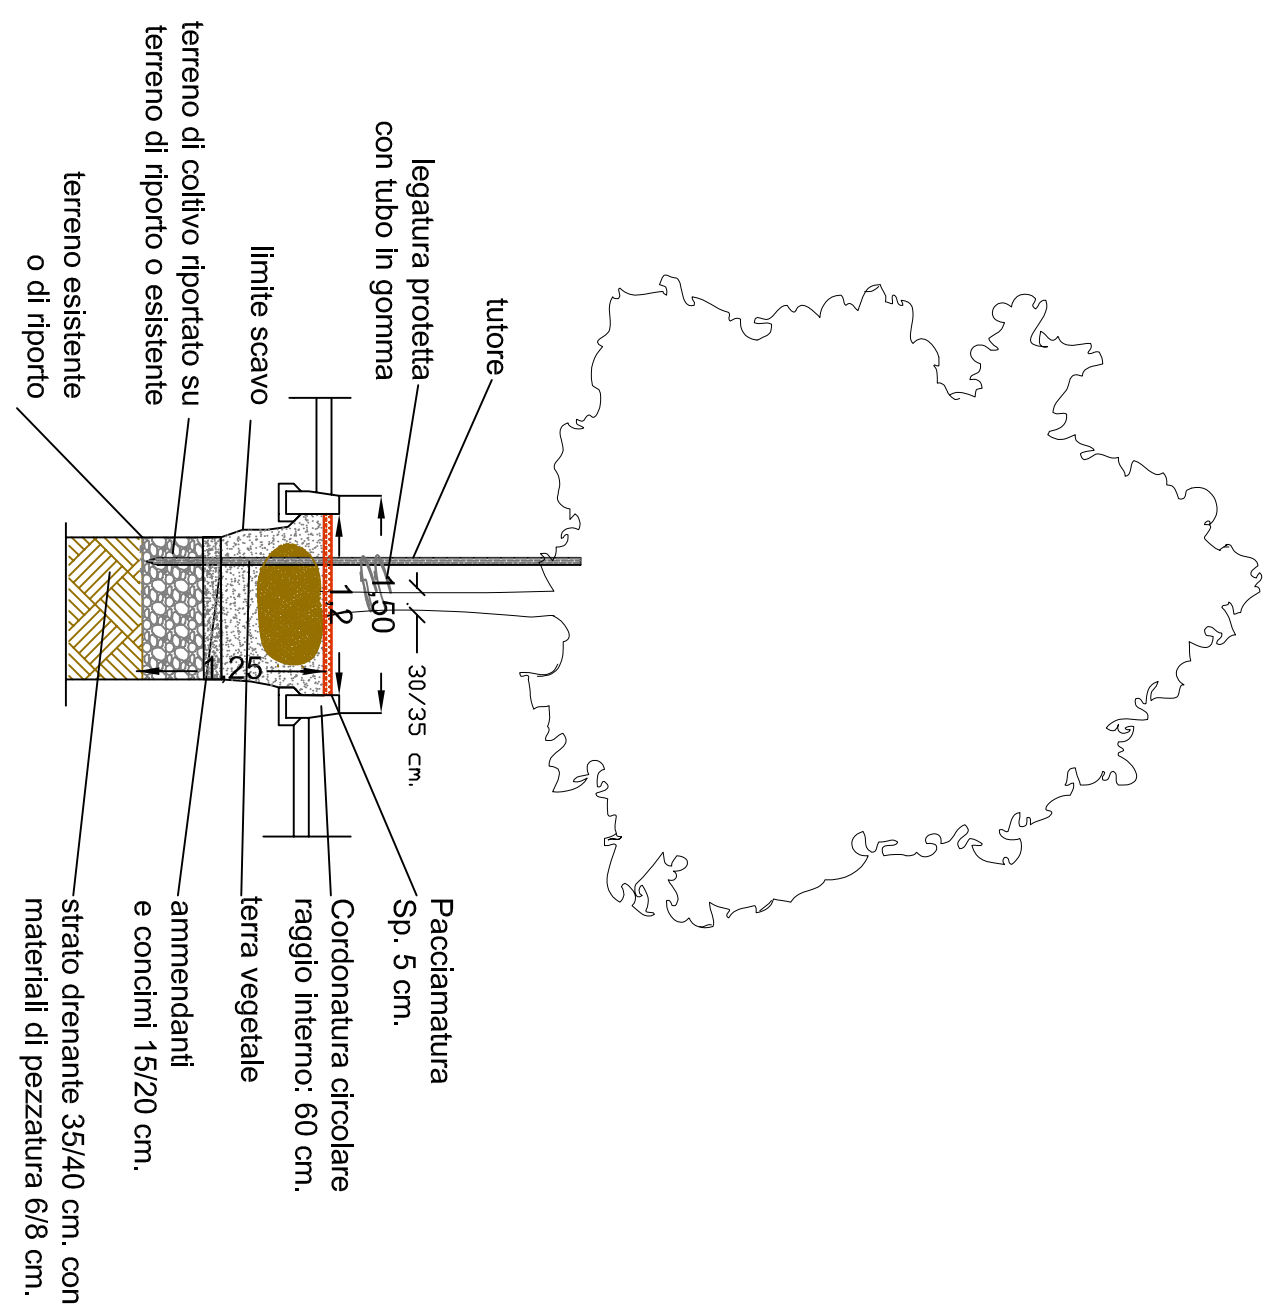 tutore
legatura protetta
con tubo in gomma
limite scavo
terreno di coltivo riportato su
terreno di riporto o esistente
terreno esistente
o di riporto
1,50
1,2
1,25
30/35 cm.
Pacciamatura
Sp. 5 cm.
Cordonatura circolare
raggio interno: 60 cm.
terra vegetale
ammendanti
e concimi 15/20 cm.
strato drenante 35/40 cm. con
materiali di pezzatura 6/8 cm.